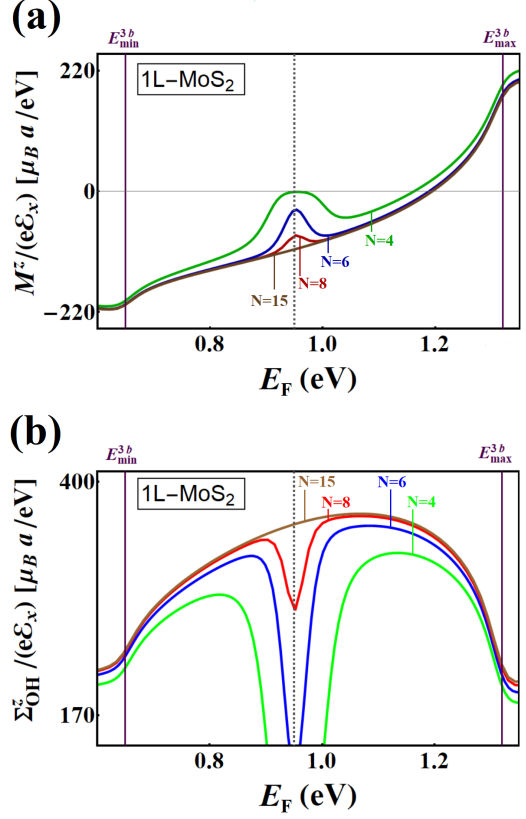 (a)
E^{3b}_{min}
E^{3b}_{max}
220
1L−MoS₂
0
M^z/(eℰ_x) [μ_B a/eV]
N=4
N=6
N=8
N=15
−220
0.8 1.0 1.2
E_F (eV)
(b)
E^{3b}_{min}
E^{3b}_{max}
400
1L−MoS₂
N=15
N=6
N=8
N=4
Σ^z_{OH}/(eℰ_x) [μ_B a/eV]
170
0.8 1.0 1.2
E_F (eV)